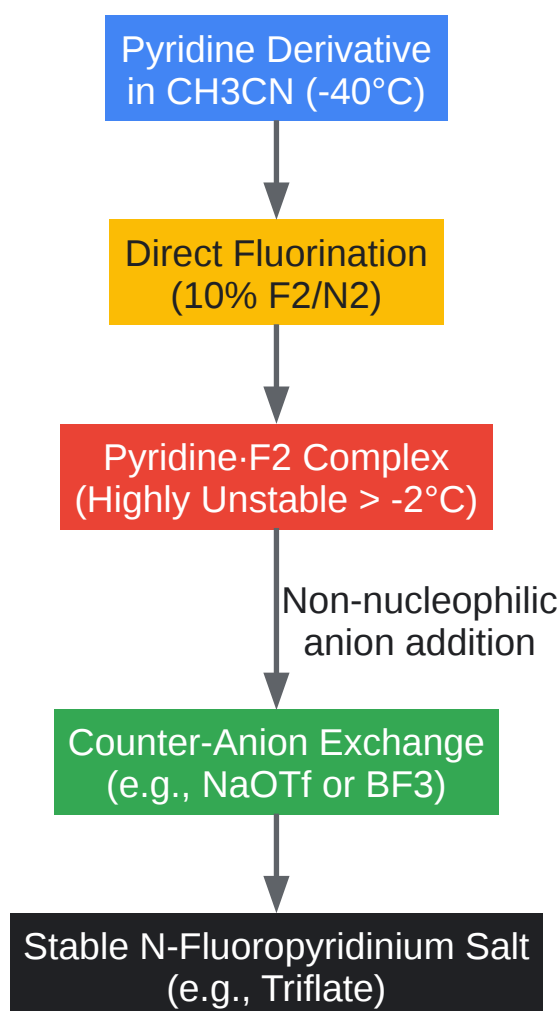 Pyridine Derivative
in CH3CN (-40°C)
Direct Fluorination
(10% F2/N2)
Pyridine·F2 Complex
(Highly Unstable > -2°C)
Non-nucleophilic
anion addition
Counter-Anion Exchange
(e.g., NaOTf or BF3)
Stable N-Fluoropyridinium Salt
(e.g., Triflate)